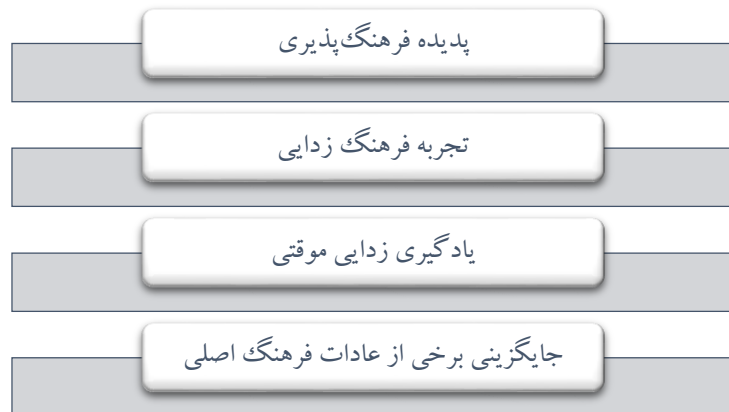 پدیده فرهنگ‌پذیری
تجربه فرهنگ زدایی
یادگیری زدایی موقتی
جایگزینی برخی از عادات فرهنگ اصلی